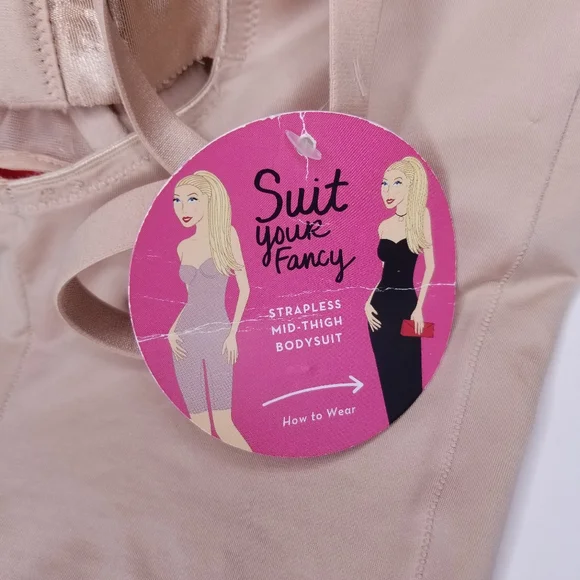 Suit
your
Fancy
STRAPLESS
MID-THIGH
BODYSUIT
How to Wear